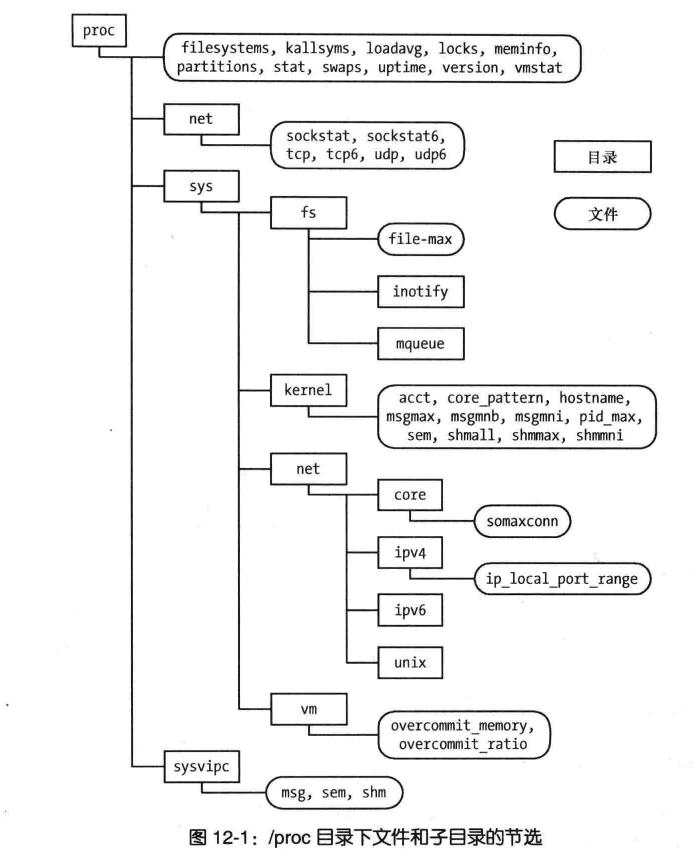 proc
filesystems, kallsyms, loadavg, locks, meminfo,
partitions, stat, swaps, uptime, version, vmstat
net
sockstat, sockstat6,
tcp, tcp6, udp, udp6
目录
sys
fs
文件
file-max
inotify
mqueue
kernel
acct, core_pattern, hostname,
msgmax, msgmnb, msgmni, pid_max,
sem, shmall, shmmax, shmmni
net
core
somaxconn
ipv4
ip_local_port_range
ipv6
unix
vm
overcommit_memory,
overcommit_ratio
sysvipc
msg, sem, shm
图 12-1：/proc 目录下文件和子目录的节选